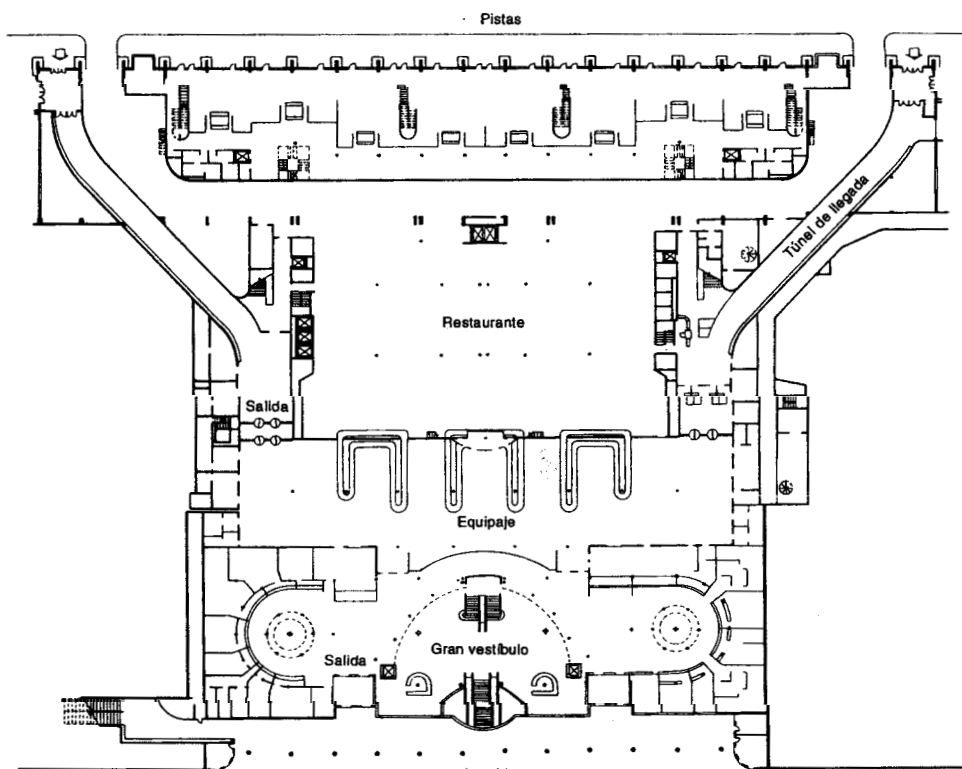 Pistas
Túnel de llegada
Restaurante
Salida
Equipaje
Gran vestíbulo
Salida